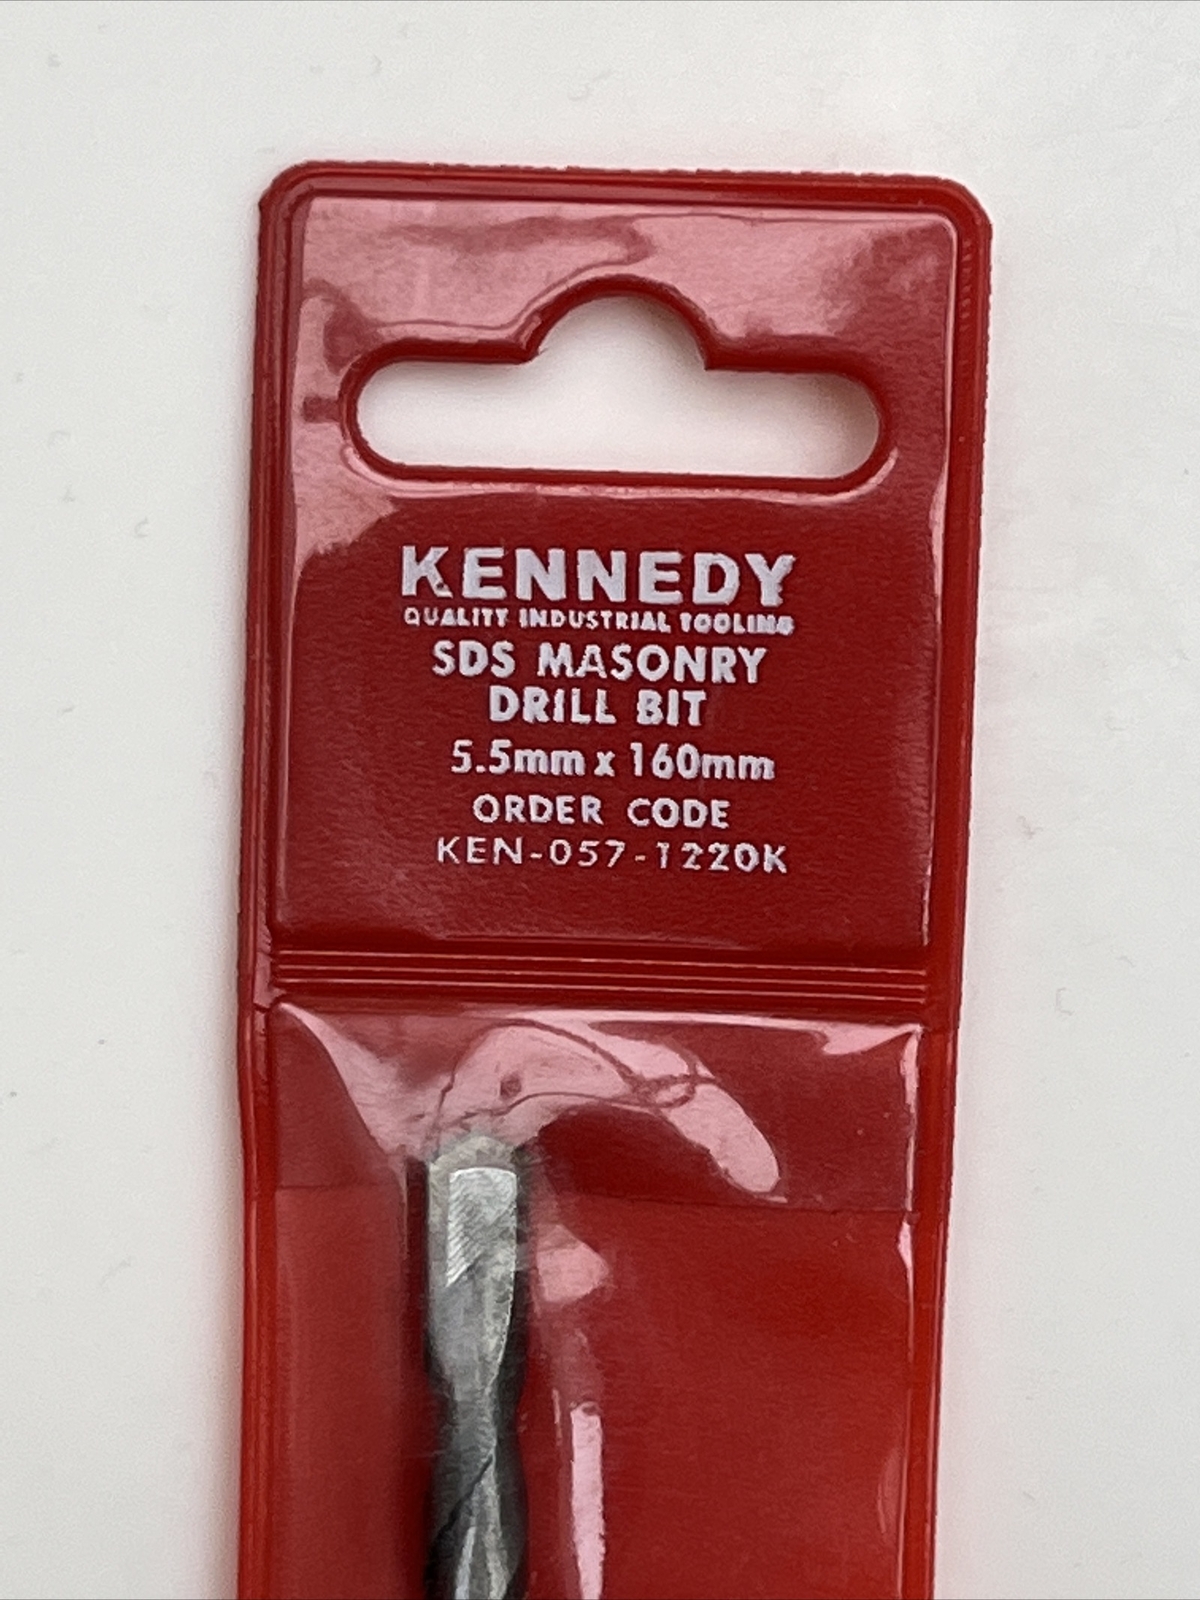 KENNEDY
QUALITY INDUSTRIAL TOOLING
SDS MASONRY
DRILL BIT
5.5mm x 160mm
ORDER CODE
KEN-057-1220K